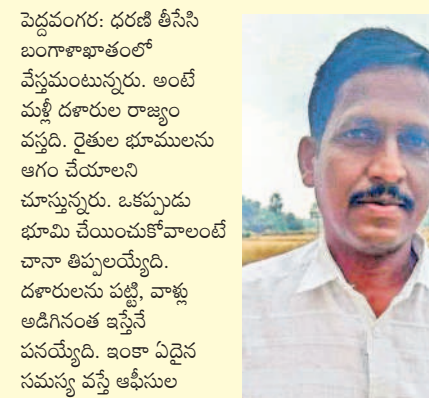 పెద్దవంగర: ధరణి తీసేసి
బంగాళాఖాతంలో
వేస్తమంటున్నరు. అంటే
మళ్లీ దళారుల రాజ్యం
వస్తది. రైతుల భూములను
ఆగం చేయాలని
చూస్తున్నరు. ఒకప్పుడు
భూమి చేయించుకోవాలంటే
చానా తిప్పలయ్యేది.
దళారులను పట్టి, వాళ్లు
అడిగినంత ఇస్తేనే
పనయ్యేది. ఇంకా ఏదైన
సమస్య వస్తే ఆఫీసుల